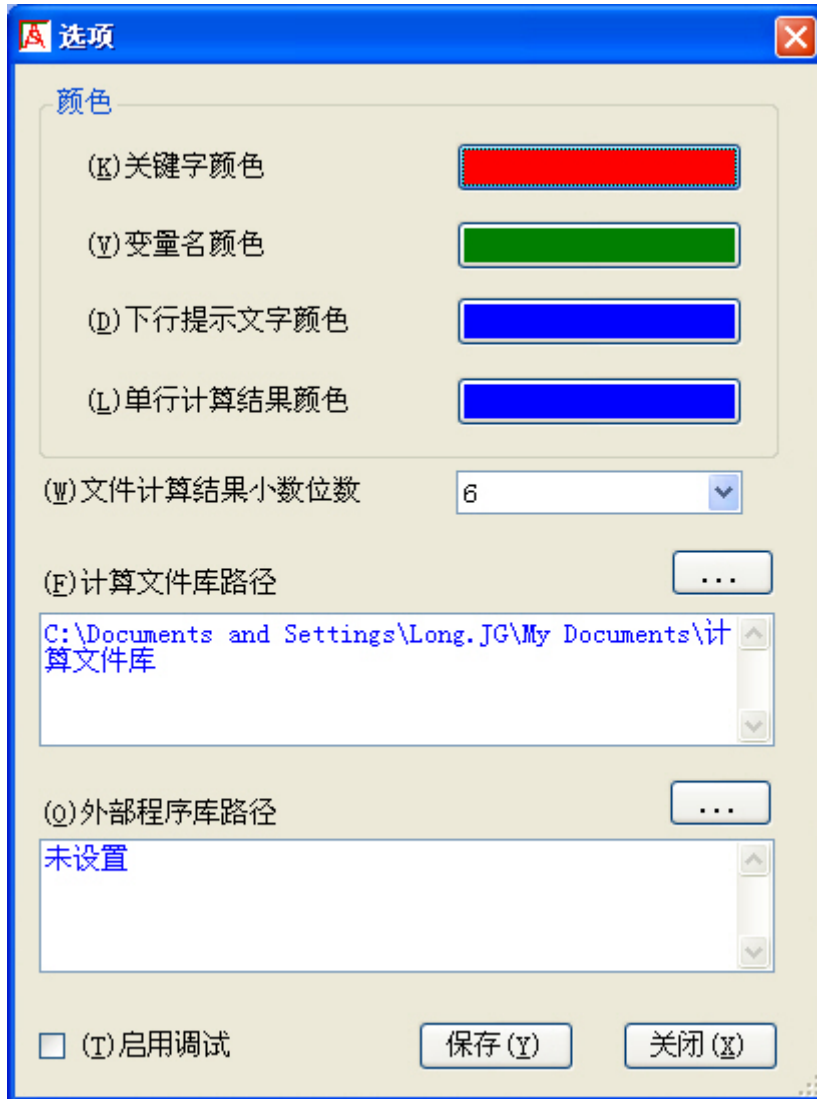 选项
颜色
(K)关键字颜色
(V)变量名颜色
(D)下行提示文字颜色
(L)单行计算结果颜色
(W)文件计算结果小数位数 6
(F)计算文件库路径 ...
C:\Documents and Settings\Long.JG\My Documents\计
算文件库
(O)外部程序库路径 ...
未设置
(T)启用调试 保存(Y) 关闭(X)